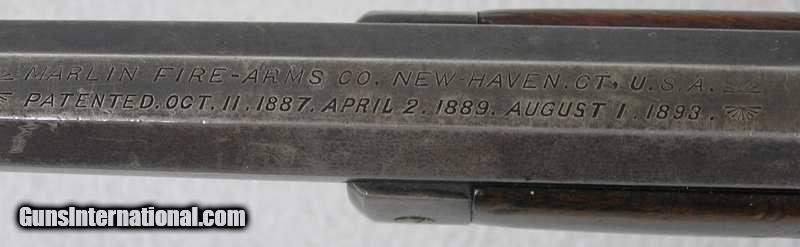 MARLIN FIRE-ARMS CO. NEW-HAVEN. CT. U.S.A.
PATENTED. OCT. 11. 1887. APRIL 2. 1889. AUGUST 1. 1893.
GunsInternational.com